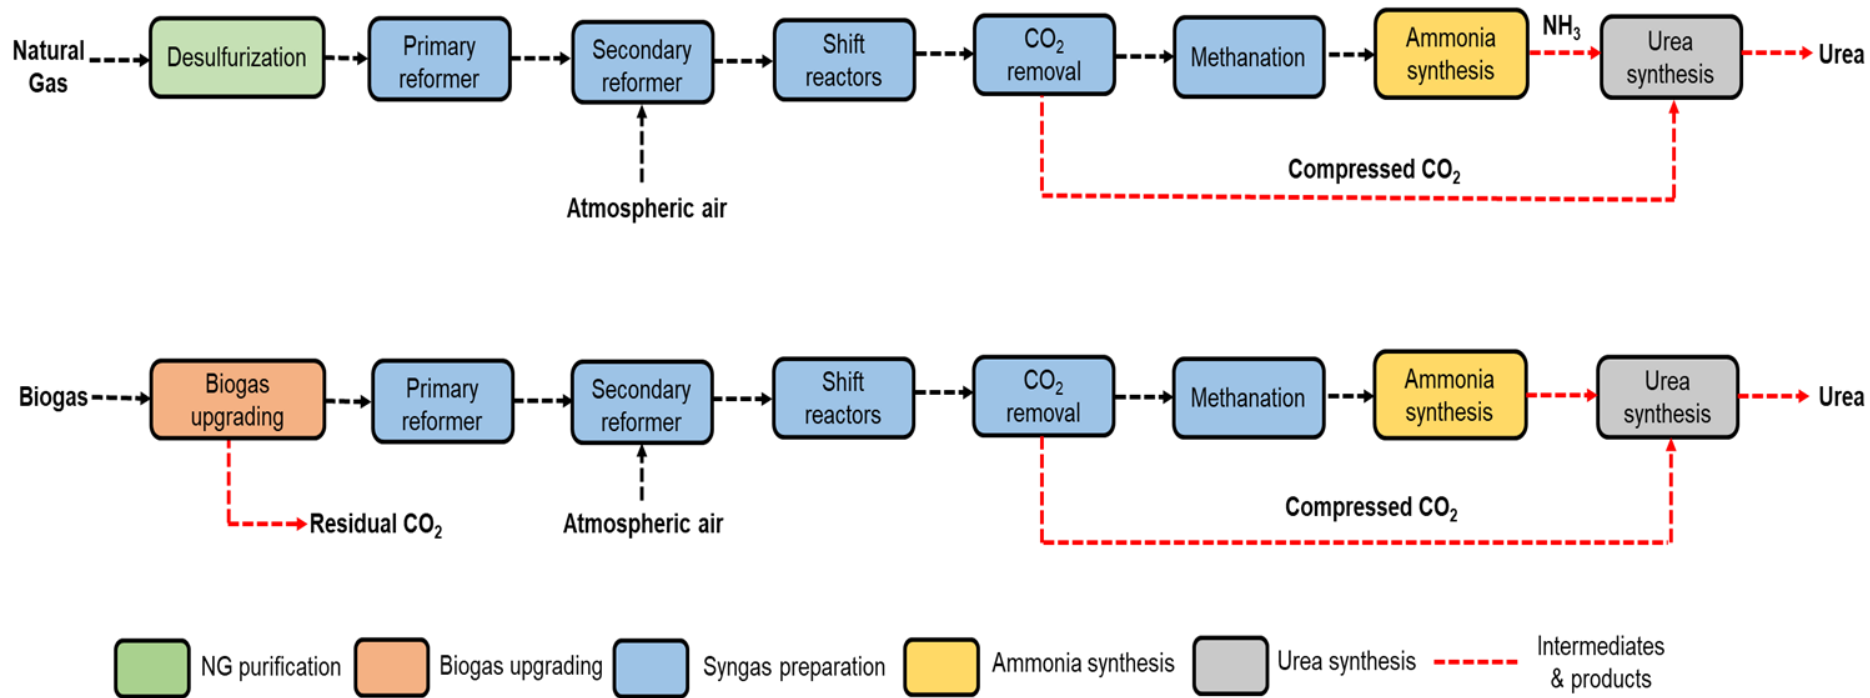 Natural
Gas
Desulfurization
Primary
reformer
Secondary
reformer
Shift
reactors
CO₂
removal
Methanation
Ammonia
synthesis
NH₃
Urea
synthesis
Urea
Atmospheric air
Compressed CO₂
Biogas
Biogas
upgrading
Primary
reformer
Secondary
reformer
Shift
reactors
CO₂
removal
Methanation
Ammonia
synthesis
Urea
synthesis
Urea
Residual CO₂
Atmospheric air
Compressed CO₂
NG purification
Biogas upgrading
Syngas preparation
Ammonia synthesis
Urea synthesis
Intermediates
& products